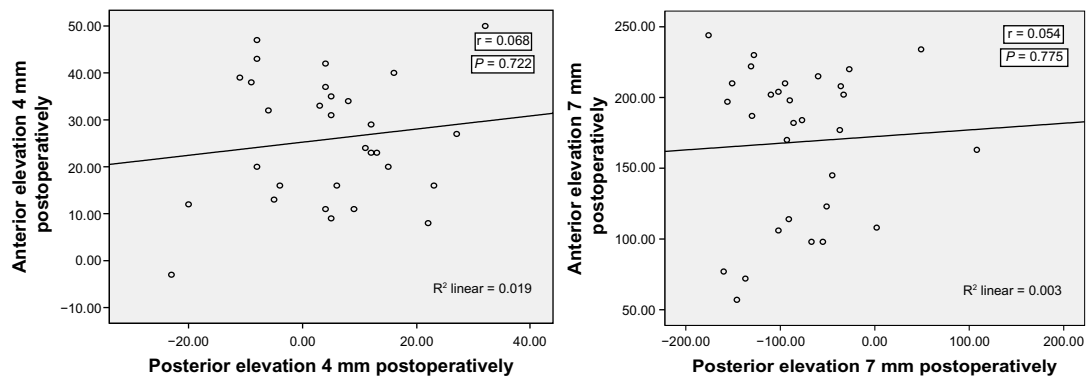 50.00
40.00
30.00
20.00
10.00
0.00
−10.00
Anterior elevation 4 mm
postoperatively
r = 0.068
P = 0.722
R² linear = 0.019
−20.00 0.00 20.00 40.00
Posterior elevation 4 mm postoperatively
250.00
200.00
150.00
100.00
50.00
Anterior elevation 7 mm
postoperatively
r = 0.054
P = 0.775
R² linear = 0.003
−200.00 −100.00 0.00 100.00 200.00
Posterior elevation 7 mm postoperatively